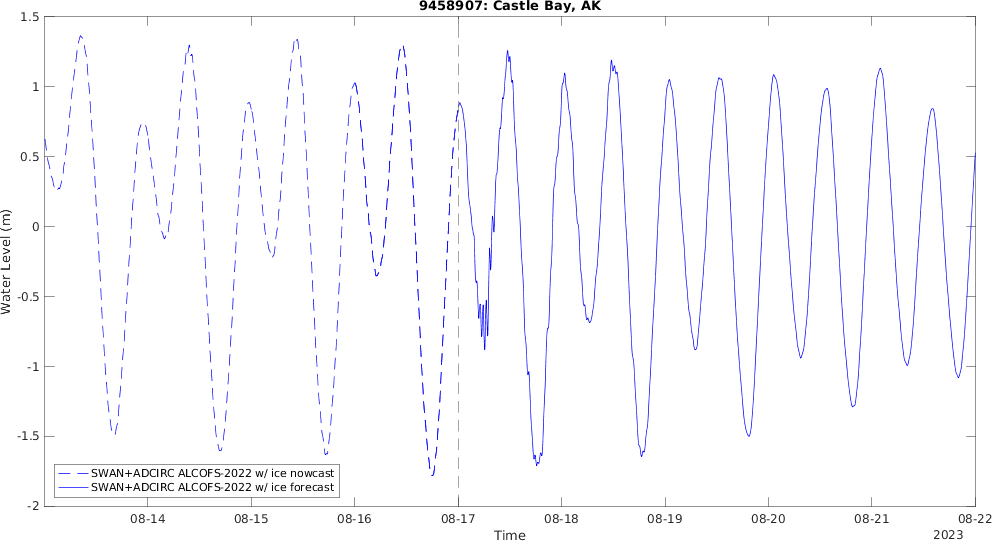 9458907: Castle Bay, AK
1.5
1
0.5
0
-0.5
-1
-1.5
-2
Water Level (m)
SWAN+ADCIRC ALCOFS-2022 w/ ice nowcast
SWAN+ADCIRC ALCOFS-2022 w/ ice forecast
08-14 08-15 08-16 08-17 08-18 08-19 08-20 08-21 08-22
Time
2023